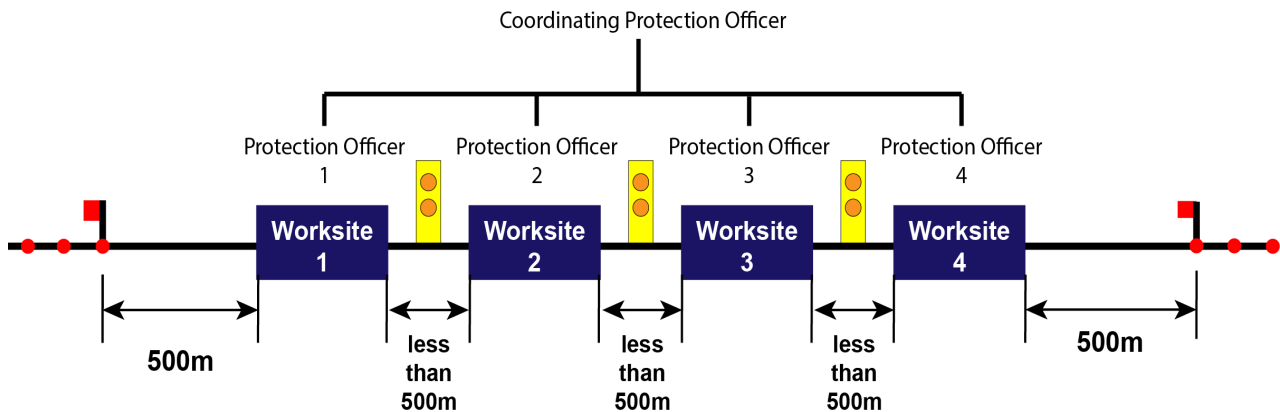 Coordinating Protection Officer
Protection Officer
1
Protection Officer
2
Protection Officer
3
Protection Officer
4
Worksite
1
Worksite
2
Worksite
3
Worksite
4
500m
less
than
500m
less
than
500m
less
than
500m
500m